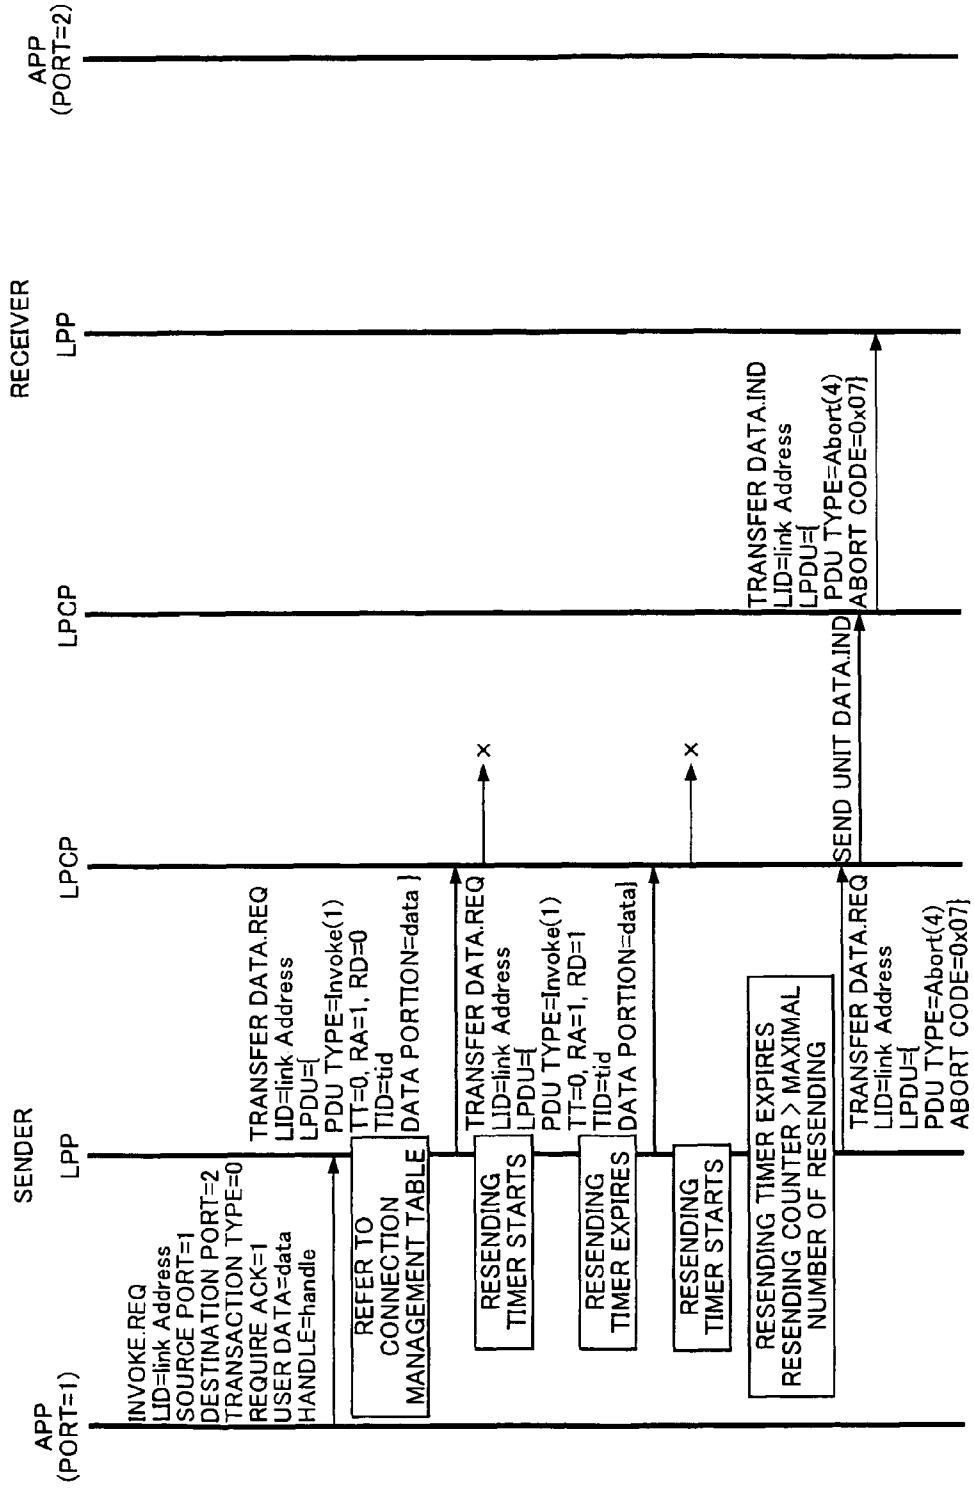 SENDER
RECEIVER
APP
(PORT=1)
LPP
LPCP
LPCP
LPP
APP
(PORT=2)
INVOKE.REQ
LID=link Address
SOURCE PORT=1
DESTINATION PORT=2
TRANSACTION TYPE=0
REQUIRE ACK=1
USER DATA=data
HANDLE=handle
REFER TO
CONNECTION
MANAGEMENT TABLE
TRANSFER DATA.REQ
LID=link Address
LPDU={
PDU TYPE=Invoke(1)
TT=0, RA=1, RD=0
TID=tid
DATA PORTION=data }
×
RESENDING
TIMER STARTS
RESENDING
TIMER EXPIRES
TRANSFER DATA.REQ
LID=link Address
LPDU={
PDU TYPE=Invoke(1)
TT=0, RA=1, RD=1
TID=tid
DATA PORTION=data}
×
RESENDING
TIMER STARTS
RESENDING TIMER EXPIRES
RESENDING COUNTER > MAXIMAL
NUMBER OF RESENDING
TRANSFER DATA.REQ
LID=link Address
LPDU={
PDU TYPE=Abort(4)
ABORT CODE=0x07}
SEND UNIT DATA.IND
TRANSFER DATA.IND
LID=link Address
LPDU={
PDU TYPE=Abort(4)
ABORT CODE=0x07}